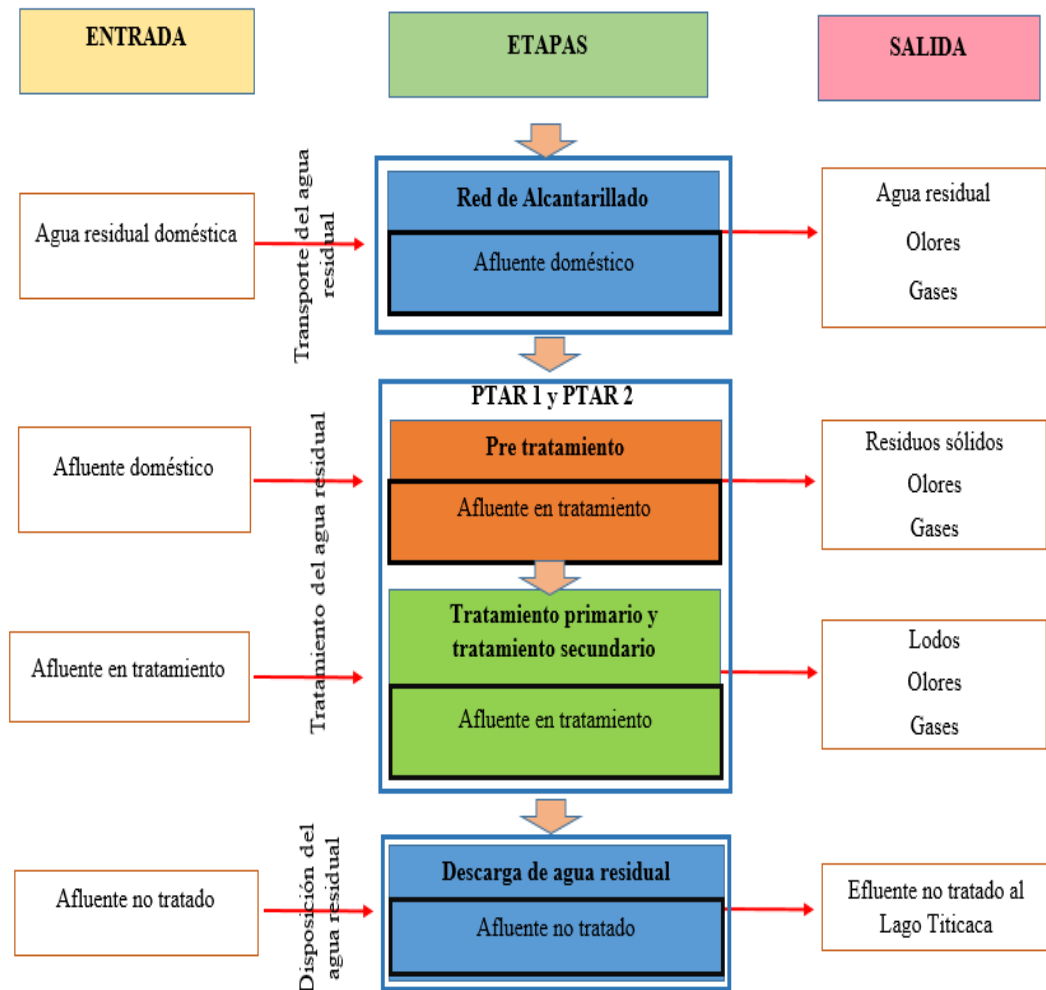 ENTRADA
ETAPAS
SALIDA
Transporte del agua
residual
Agua residual doméstica
Red de Alcantarillado
Afluente doméstico
Agua residual
Olores
Gases
Tratamiento del agua residual
PTAR 1 y PTAR 2
Afluente doméstico
Pre tratamiento
Afluente en tratamiento
Residuos sólidos
Olores
Gases
Afluente en tratamiento
Tratamiento primario y
tratamiento secundario
Afluente en tratamiento
Lodos
Olores
Gases
Disposición del
agua residual
Afluente no tratado
Descarga de agua residual
Afluente no tratado
Efluente no tratado al
Lago Titicaca